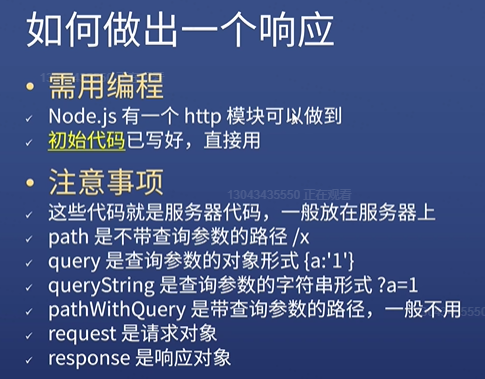 如何做出一个响应
需用编程
Node.js 有一个 http 模块可以做到
初始代码已写好，直接用
注意事项
13043435550 正在观看
这些代码就是服务器代码，一般放在服务器上
path 是不带查询参数的路径 /x
query 是查询参数的对象形式 {a:'1'}
queryString 是查询参数的字符串形式 ?a=1
pathWithQuery 是带查询参数的路径，一般不用
request 是请求对象
response 是响应对象